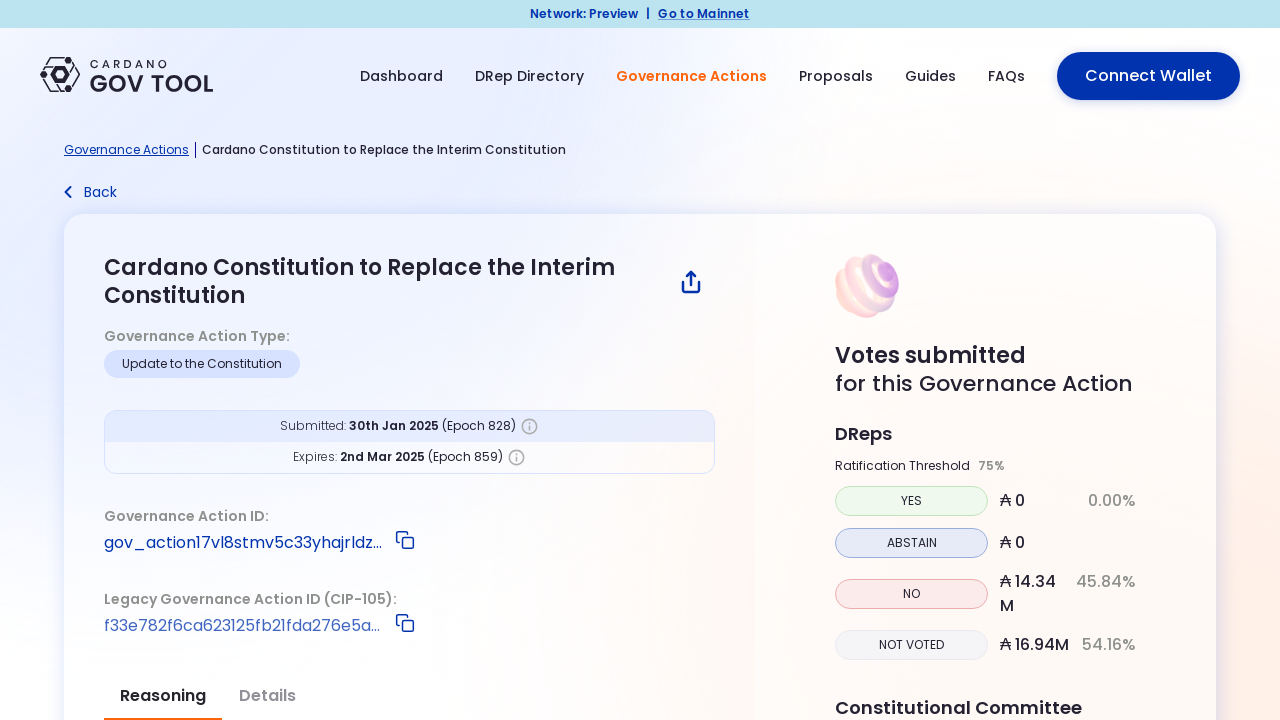 Network: Preview | Go to Mainnet
CARDANO
GOV TOOL
Dashboard
DRep Directory
Governance Actions
Proposals
Guides
FAQs
Connect Wallet
Governance Actions | Cardano Constitution to Replace the Interim Constitution
Back
Cardano Constitution to Replace the Interim
Constitution
Governance Action Type:
Update to the Constitution
Submitted: 30th Jan 2025 (Epoch 828)
Expires: 2nd Mar 2025 (Epoch 859)
Governance Action ID:
gov_action17vl8stmv5c33yhajrldz...
Legacy Governance Action ID (CIP-105):
f33e782f6ca623125fb21fda276e5a...
Reasoning
Details
Votes submitted
for this Governance Action
DReps
Ratification Threshold 75%
YES ₳ 0 0.00%
ABSTAIN ₳ 0
NO ₳ 14.34 45.84%
M
NOT VOTED ₳ 16.94M 54.16%
Constitutional Committee